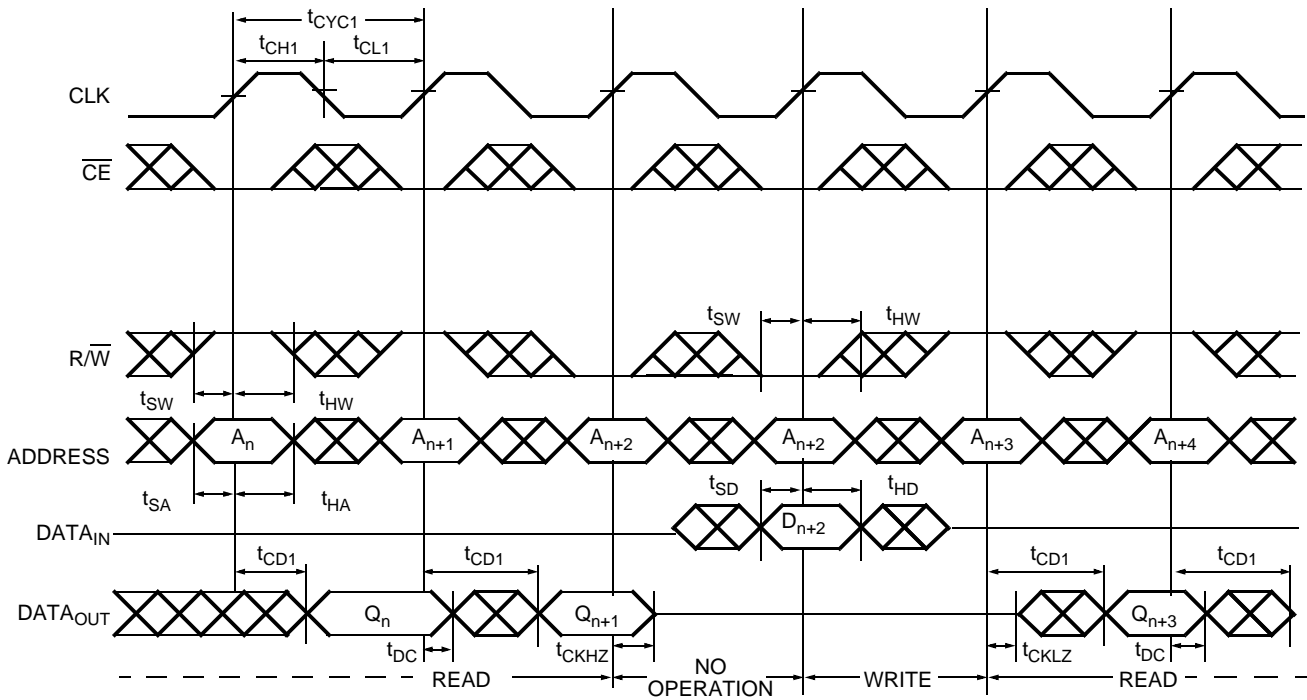 tCYC1
tCH1 tCL1
CLK
CE
tSW tHW
R/W
tSW tHW
ADDRESS An An+1 An+2 An+2 An+3 An+4
tSA tHA tSD tHD
DATAIN Dn+2
tCD1 tCD1 tCD1 tCD1
DATAOUT Qn Qn+1 Qn+3
tDC tCKHZ tCKLZ tDC
READ NO OPERATION WRITE READ